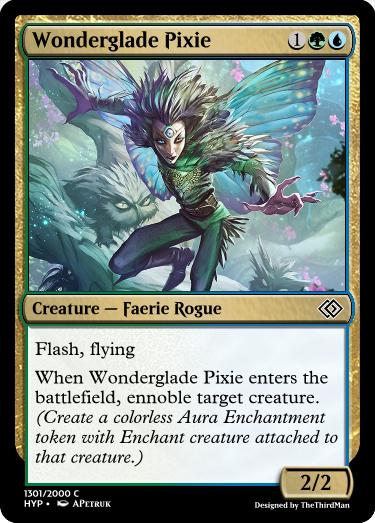 Wonderglade Pixie 1
Creature — Faerie Rogue
Flash, flying
When Wonderglade Pixie enters the
battlefield, ennoble target creature.
(Create a colorless Aura Enchantment
token with Enchant creature attached to
that creature.)
2/2
1301/2000 C
HYP • APetruk
Designed by TheThirdMan